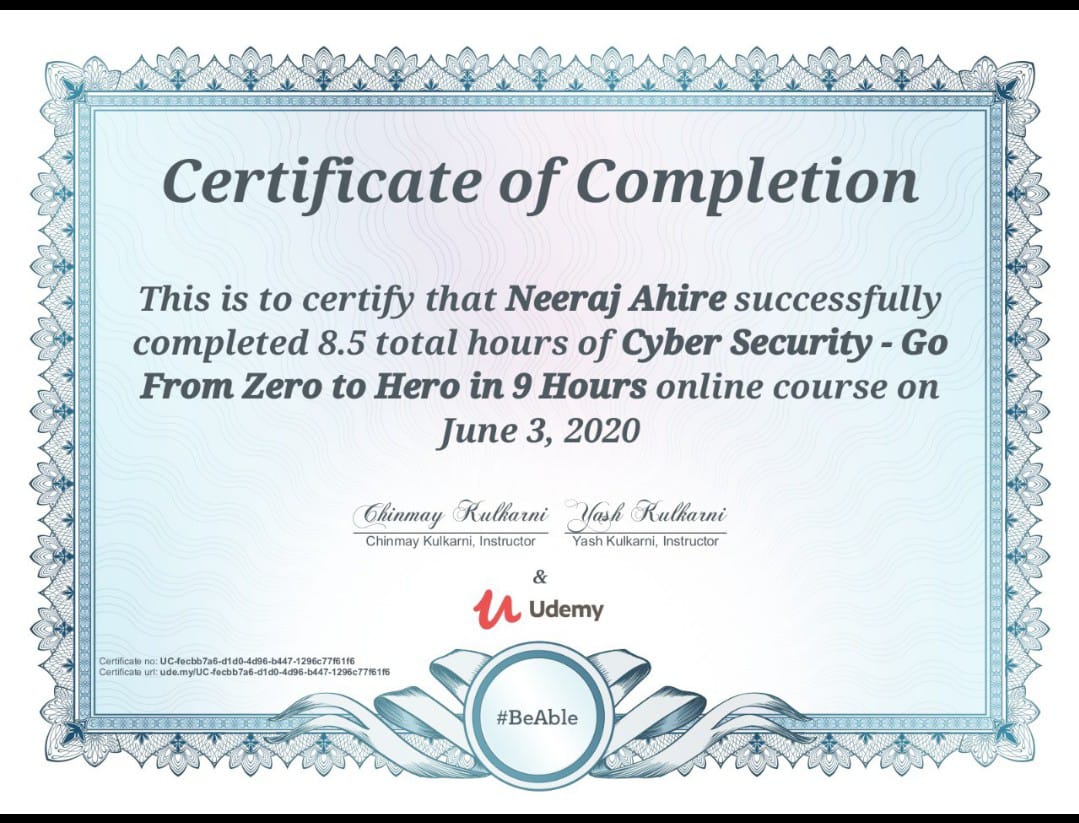 Certificate of Completion
This is to certify that Neeraj Ahire successfully
completed 8.5 total hours of Cyber Security - Go
From Zero to Hero in 9 Hours online course on
June 3, 2020
Chinmay Kulkarni Yash Kulkarni
Chinmay Kulkarni, Instructor Yash Kulkarni, Instructor
&
Udemy
Certificate no: UC-fecbb7a6-d1d0-4d96-b447-1296c77f61f6
Certificate url: ude.my/UC-fecbb7a6-d1d0-4d96-b447-1296c77f61f6
#BeAble